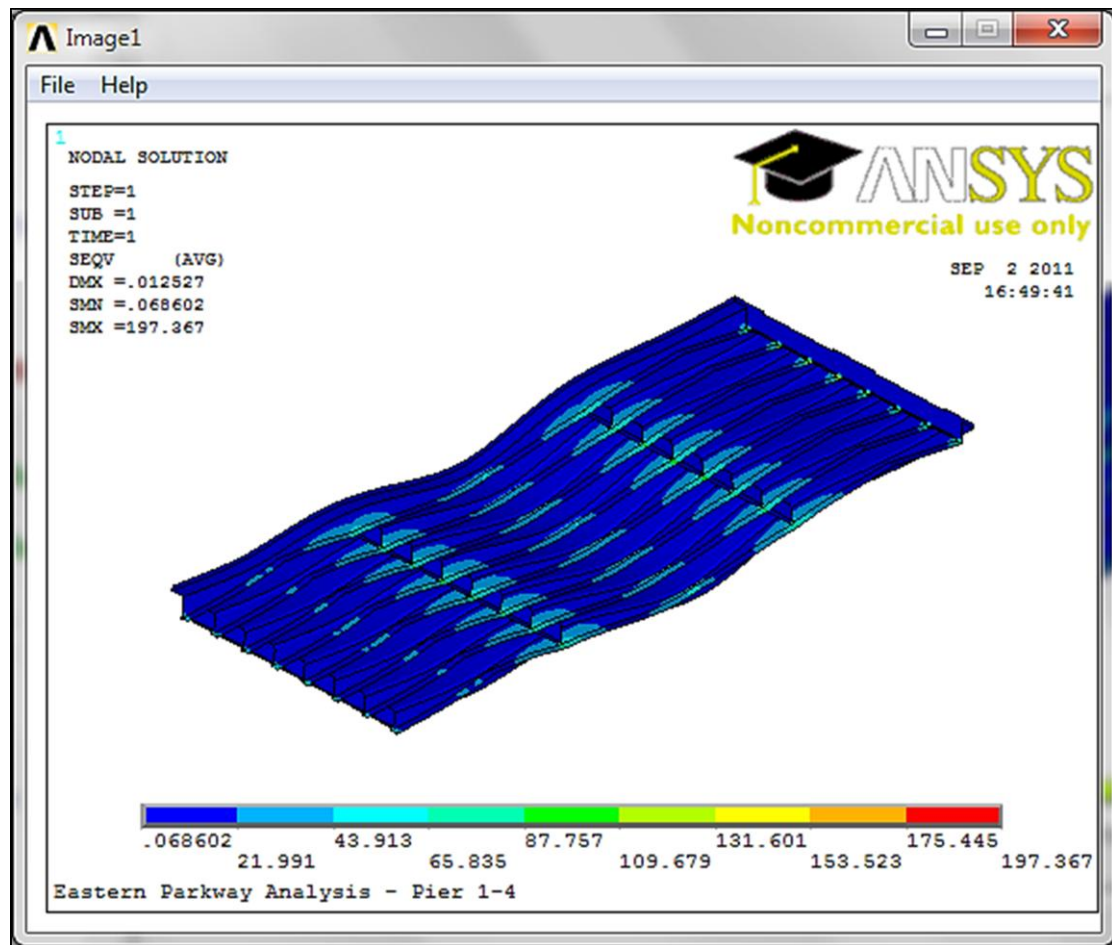 Image1
File Help
1
NODAL SOLUTION
STEP=1
SUB =1
TIME=1
SEQV (AVG)
DMX =.012527
SMN =.068602
SMX =197.367
ANSYS
Noncommercial use only
SEP 2 2011
16:49:41
.068602 43.913 87.757 131.601 175.445
21.991 65.835 109.679 153.523 197.367
Eastern Parkway Analysis - Pier 1-4